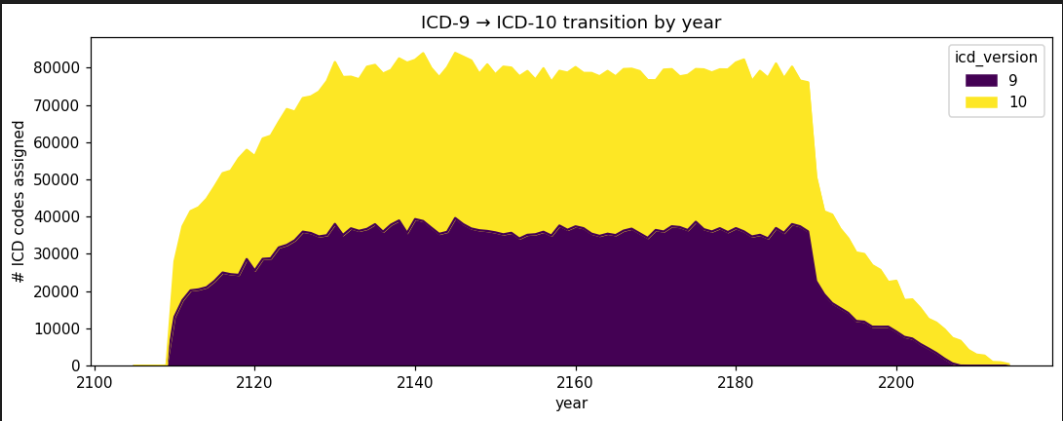 ICD-9 → ICD-10 transition by year
icd_version
9
10
# ICD codes assigned
80000
70000
60000
50000
40000
30000
20000
10000
0
2100 2120 2140 2160 2180 2200
year